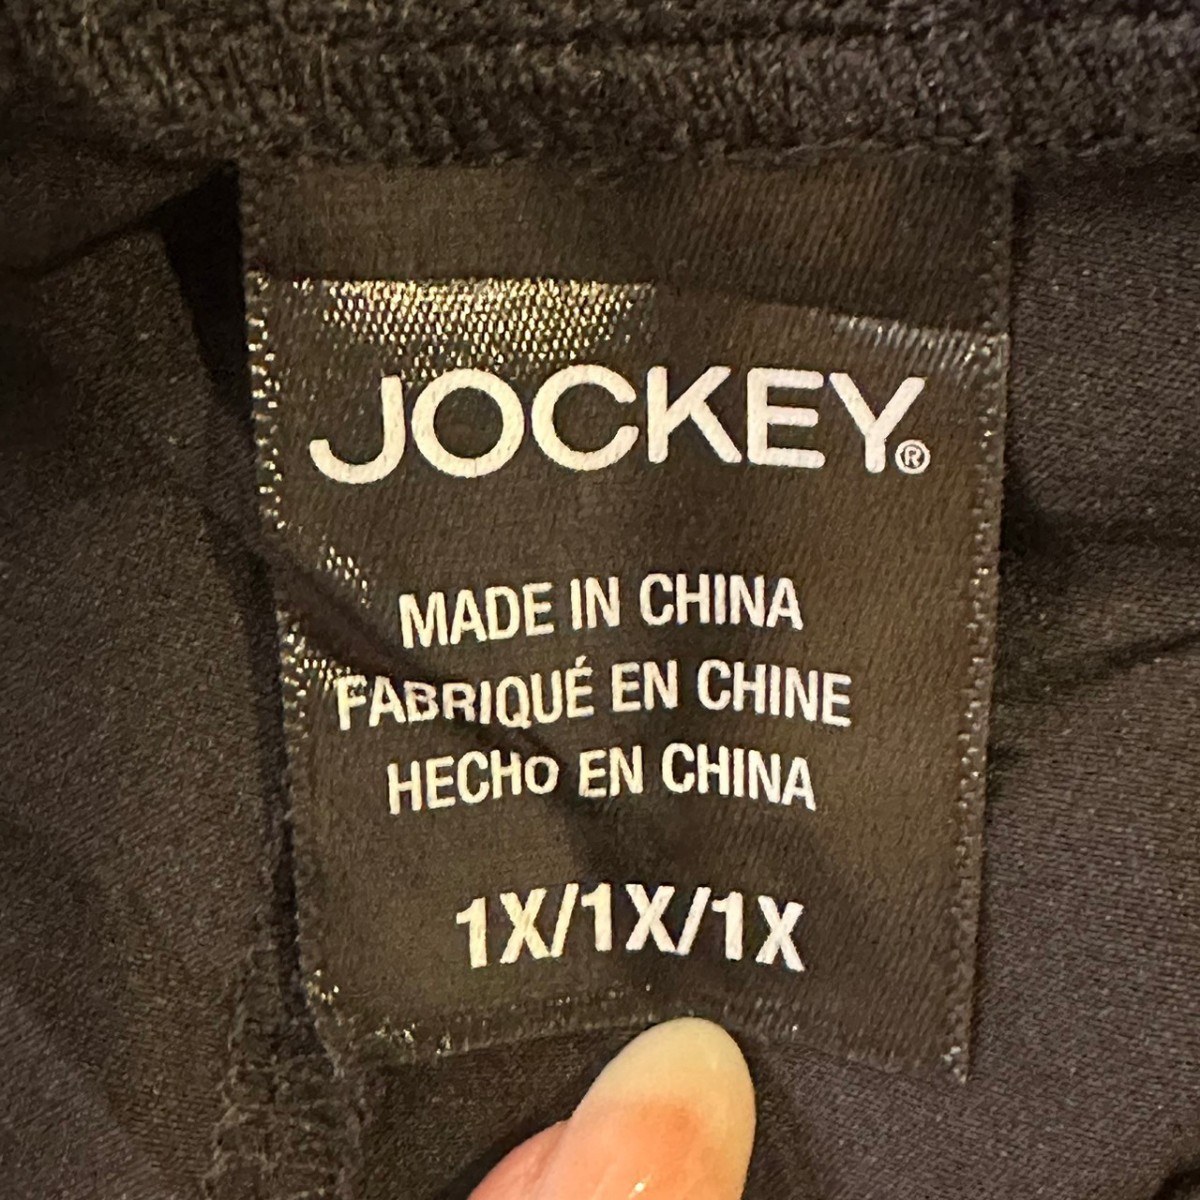 JOCKEY®
MADE IN CHINA
FABRIQUÉ EN CHINE
HECHO EN CHINA
1X/1X/1X